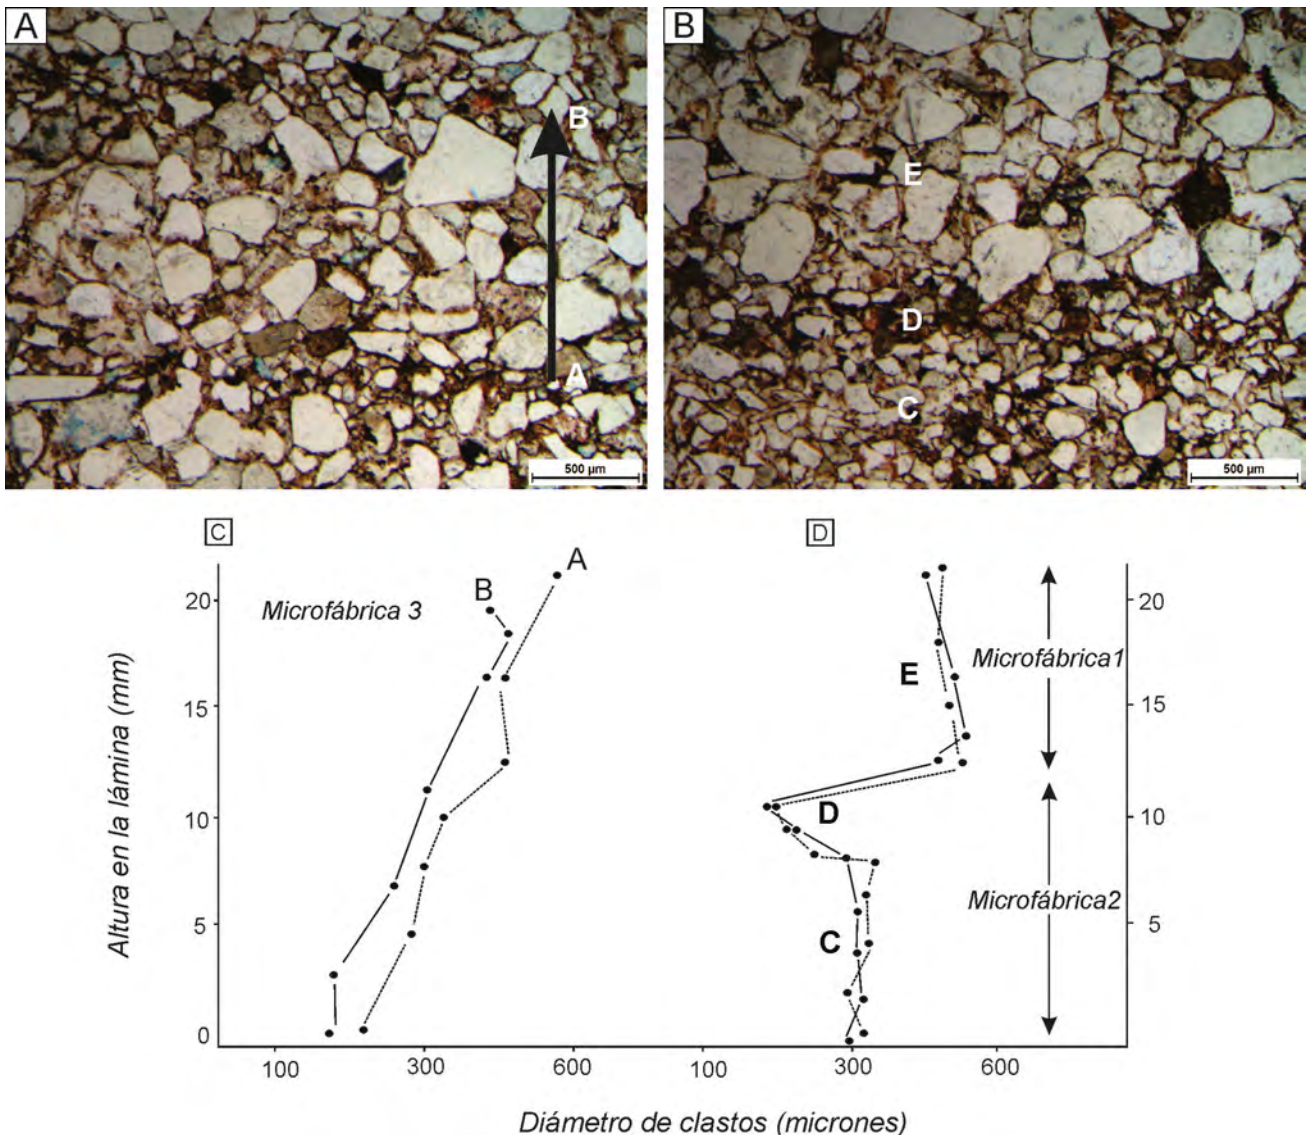 A
B
B
A
500 µm
E
D
C
500 µm
C
D
Microfábrica 3
B
A
Altura en la lámina (mm)
20
15
10
5
0
E
D
C
Microfábrica1
Microfábrica2
20
15
10
5
100
300
600
100
300
600
Diámetro de clastos (micrones)